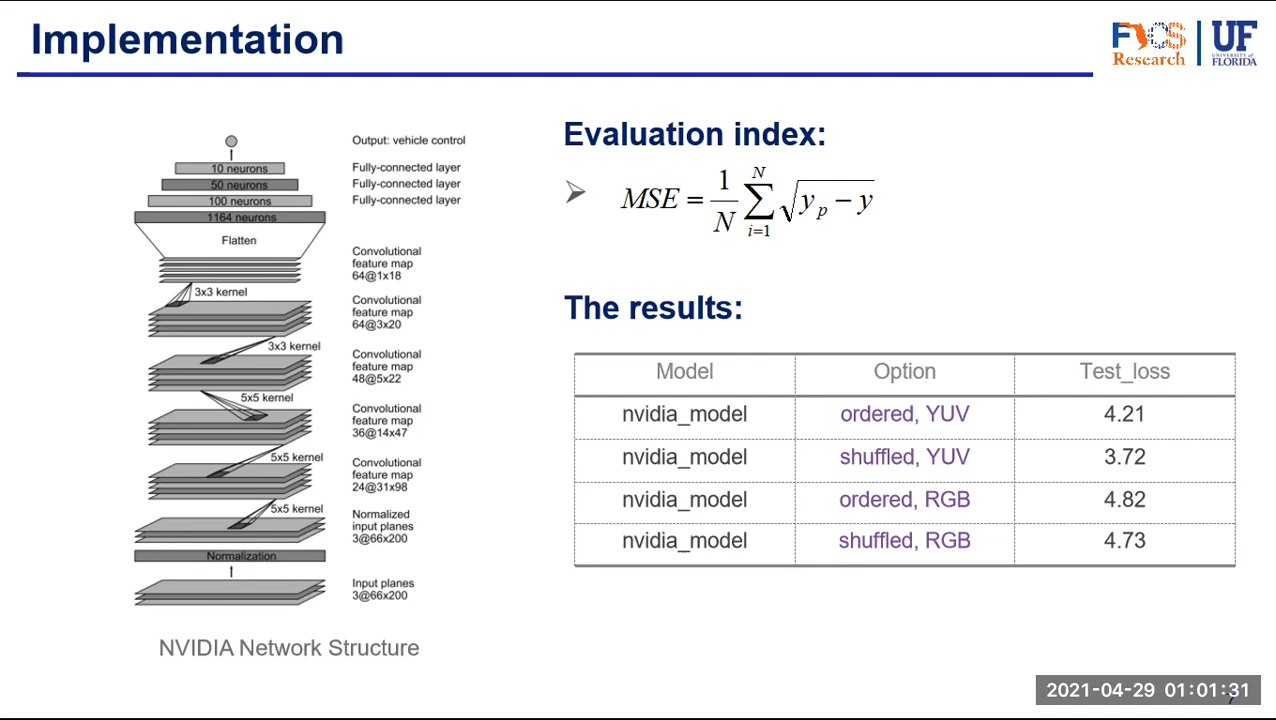 Implementation
FICS
Research
UF
UNIVERSITY of
FLORIDA
Output: vehicle control
10 neurons
Fully-connected layer
50 neurons
Fully-connected layer
100 neurons
Fully-connected layer
1164 neurons
Flatten
Convolutional
feature map
64@1x18
3x3 kernel
Convolutional
feature map
64@3x20
3x3 kernel
Convolutional
feature map
48@5x22
5x5 kernel
Convolutional
feature map
36@14x47
5x5 kernel
Convolutional
feature map
24@31x98
5x5 kernel
Normalized
input planes
3@66x200
Normalization
Input planes
3@66x200
NVIDIA Network Structure
Evaluation index:
➢ MSE = 1/N ∑_{i=1}^{N} √(y_p − y)
The results:
Model Option Test_loss
nvidia_model ordered, YUV 4.21
nvidia_model shuffled, YUV 3.72
nvidia_model ordered, RGB 4.82
nvidia_model shuffled, RGB 4.73
2021-04-29 01:01:31
7